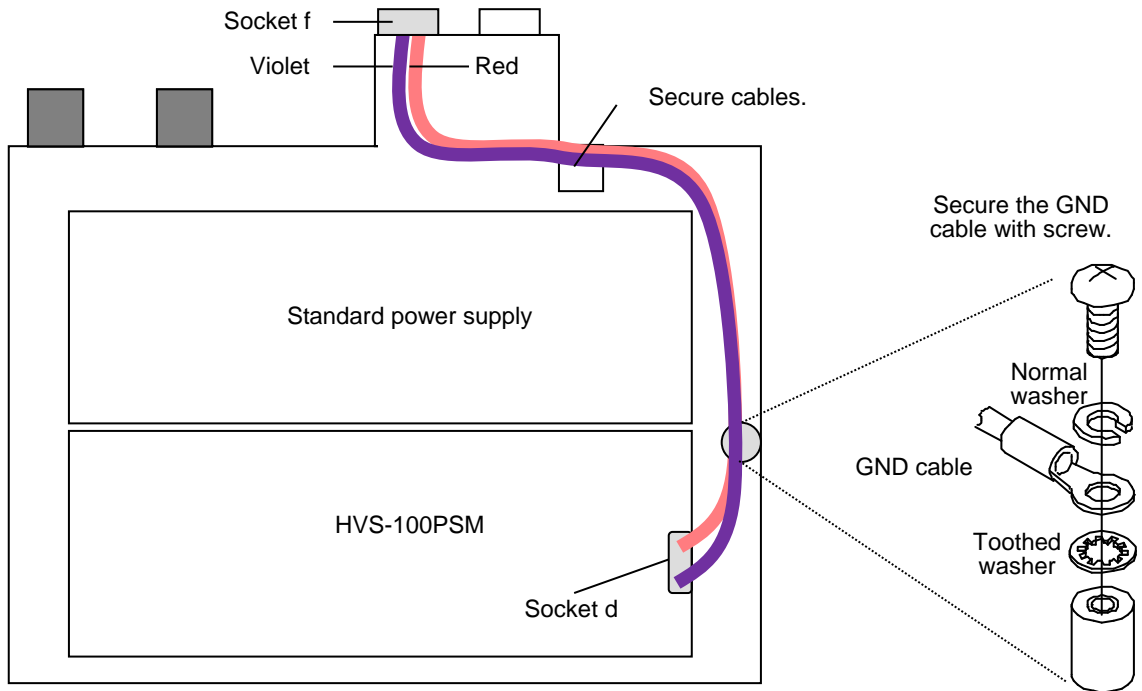 Socket f
Violet
Red
Secure cables.
Secure the GND
cable with screw.
Standard power supply
Normal
washer
GND cable
HVS-100PSM
Toothed
washer
Socket d